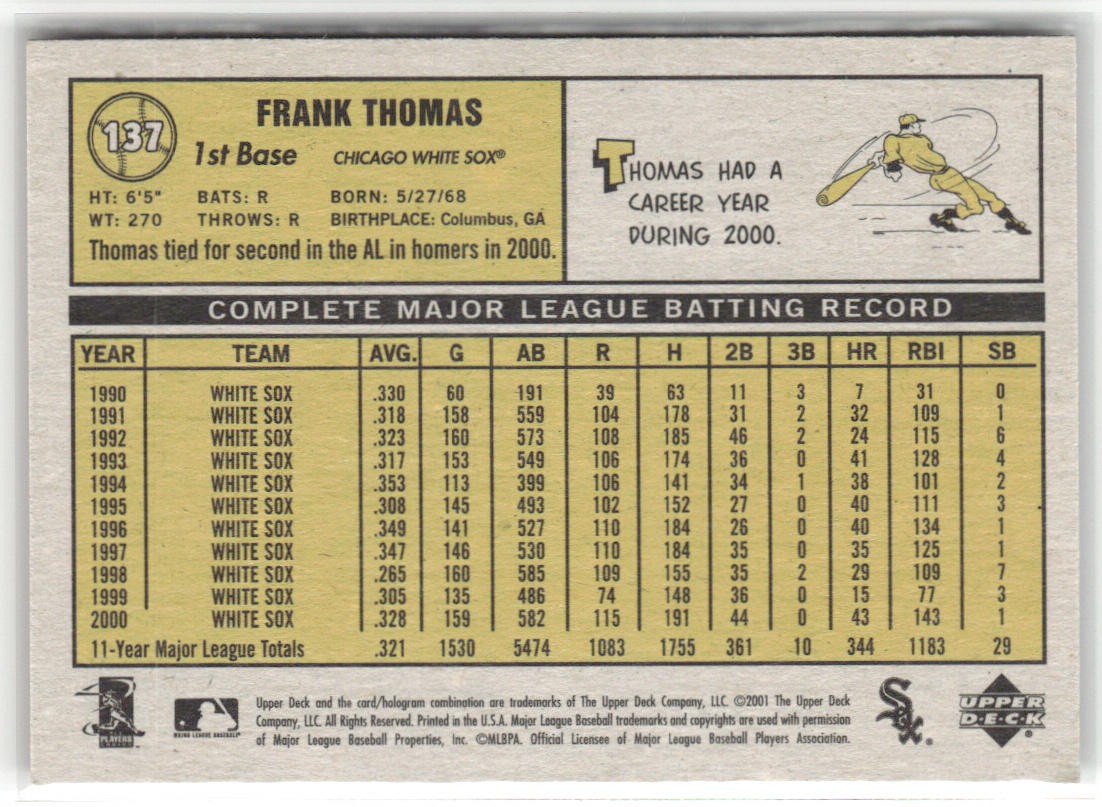 137
FRANK THOMAS
1st Base CHICAGO WHITE SOX®
HT: 6'5" BATS: R BORN: 5/27/68
WT: 270 THROWS: R BIRTHPLACE: Columbus, GA
Thomas tied for second in the AL in homers in 2000.
THOMAS HAD A
CAREER YEAR
DURING 2000.
COMPLETE MAJOR LEAGUE BATTING RECORD
YEAR TEAM AVG. G AB R H 2B 3B HR RBI SB
1990 WHITE SOX .330 60 191 39 63 11 3 7 31 0
1991 WHITE SOX .318 158 559 104 178 31 2 32 109 1
1992 WHITE SOX .323 160 573 108 185 46 2 24 115 6
1993 WHITE SOX .317 153 549 106 174 36 0 41 128 4
1994 WHITE SOX .353 113 399 106 141 34 1 38 101 2
1995 WHITE SOX .308 145 493 102 152 27 0 40 111 3
1996 WHITE SOX .349 141 527 110 184 26 0 40 134 1
1997 WHITE SOX .347 146 530 110 184 35 0 35 125 1
1998 WHITE SOX .265 160 585 109 155 35 2 29 109 7
1999 WHITE SOX .305 135 486 74 148 36 0 15 77 3
2000 WHITE SOX .328 159 582 115 191 44 0 43 143 1
11-Year Major League Totals .321 1530 5474 1083 1755 361 10 344 1183 29
PLAYERS
MAJOR LEAGUE BASEBALL
Upper Deck and the card/hologram combination are trademarks of The Upper Deck Company, LLC. ©2001 The Upper Deck
Company, LLC. All Rights Reserved. Printed in the U.S.A. Major League Baseball trademarks and copyrights are used with permission
of Major League Baseball Properties, Inc. ©MLBPA. Official Licensee of Major League Baseball Players Association.
Sox®
UPPER
DECK®